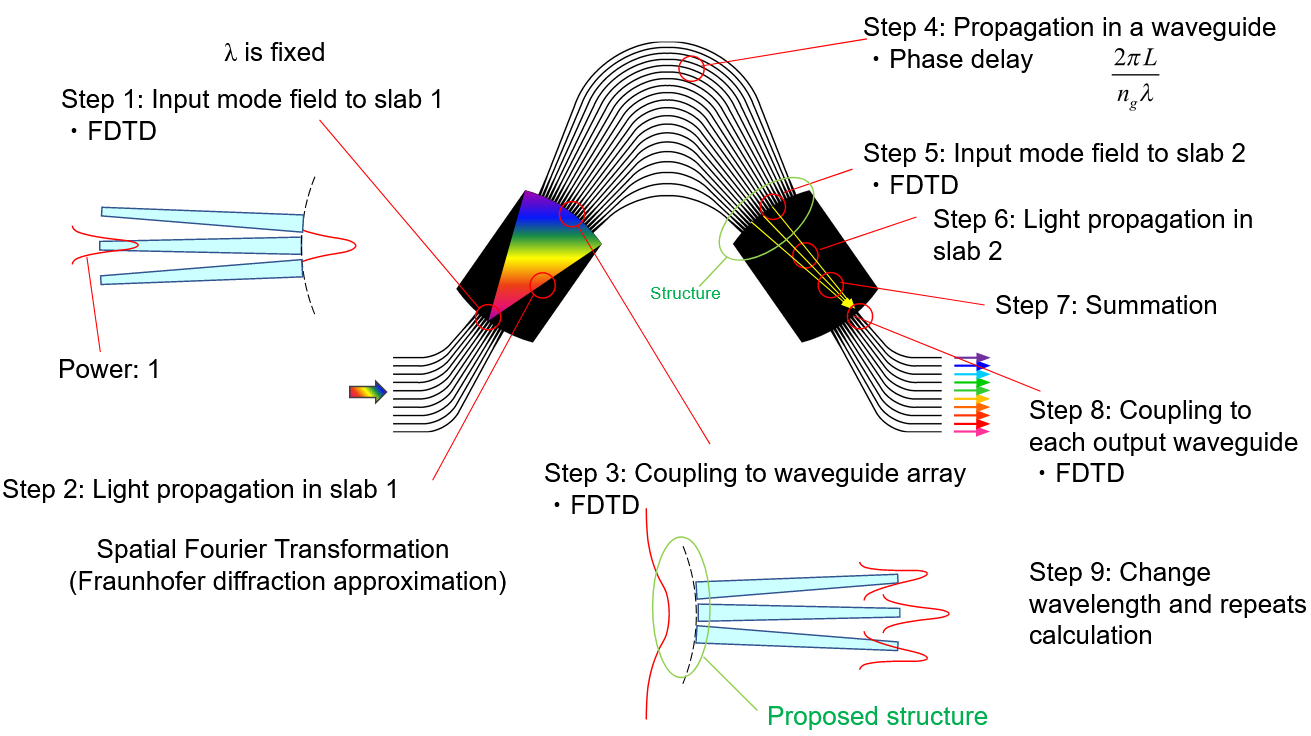 λ is fixed
Step 1: Input mode field to slab 1
・FDTD
Power: 1
Step 2: Light propagation in slab 1
Spatial Fourier Transformation
(Fraunhofer diffraction approximation)
Step 3: Coupling to waveguide array
・FDTD
Proposed structure
Structure
Step 4: Propagation in a waveguide
・Phase delay
2πL
n_g λ
Step 5: Input mode field to slab 2
・FDTD
Step 6: Light propagation in
slab 2
Step 7: Summation
Step 8: Coupling to
each output waveguide
・FDTD
Step 9: Change
wavelength and repeats
calculation